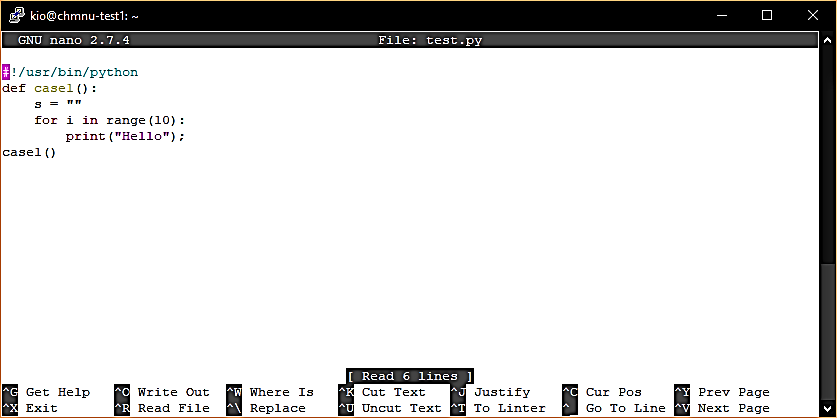 kio@chmnu-test1: ~
GNU nano 2.7.4 File: test.py
#!/usr/bin/python
def case1():
    s = ""
    for i in range(10):
        print("Hello");
case1()
[ Read 6 lines ]
^G Get Help ^O Write Out ^W Where Is ^K Cut Text ^J Justify ^C Cur Pos ^Y Prev Page
^X Exit ^R Read File ^\ Replace ^U Uncut Text ^T To Linter ^_ Go To Line ^V Next Page